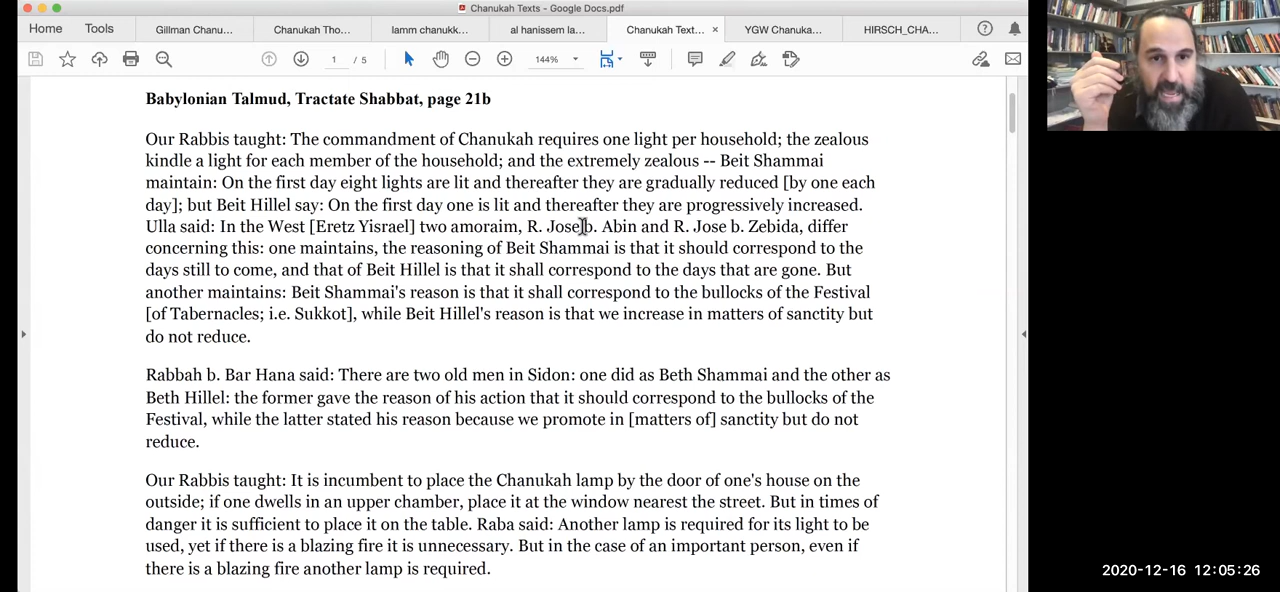 Chanukah Texts - Google Docs.pdf
Home Tools Gillman Chanu... Chanukah Tho... lamm chanukk... al hanissem la... Chanukah Text... × YGW Chanuka... HIRSCH_CHA...
1 / 5 144%
Babylonian Talmud, Tractate Shabbat, page 21b
Our Rabbis taught: The commandment of Chanukah requires one light per household; the zealous
kindle a light for each member of the household; and the extremely zealous -- Beit Shammai
maintain: On the first day eight lights are lit and thereafter they are gradually reduced [by one each
day]; but Beit Hillel say: On the first day one is lit and thereafter they are progressively increased.
Ulla said: In the West [Eretz Yisrael] two amoraim, R. Jose b. Abin and R. Jose b. Zebida, differ
concerning this: one maintains, the reasoning of Beit Shammai is that it should correspond to the
days still to come, and that of Beit Hillel is that it shall correspond to the days that are gone. But
another maintains: Beit Shammai's reason is that it shall correspond to the bullocks of the Festival
[of Tabernacles; i.e. Sukkot], while Beit Hillel's reason is that we increase in matters of sanctity but
do not reduce.
Rabbah b. Bar Hana said: There are two old men in Sidon: one did as Beth Shammai and the other as
Beth Hillel: the former gave the reason of his action that it should correspond to the bullocks of the
Festival, while the latter stated his reason because we promote in [matters of] sanctity but do not
reduce.
Our Rabbis taught: It is incumbent to place the Chanukah lamp by the door of one's house on the
outside; if one dwells in an upper chamber, place it at the window nearest the street. But in times of
danger it is sufficient to place it on the table. Raba said: Another lamp is required for its light to be
used, yet if there is a blazing fire it is unnecessary. But in the case of an important person, even if
there is a blazing fire another lamp is required.
2020-12-16 12:05:26